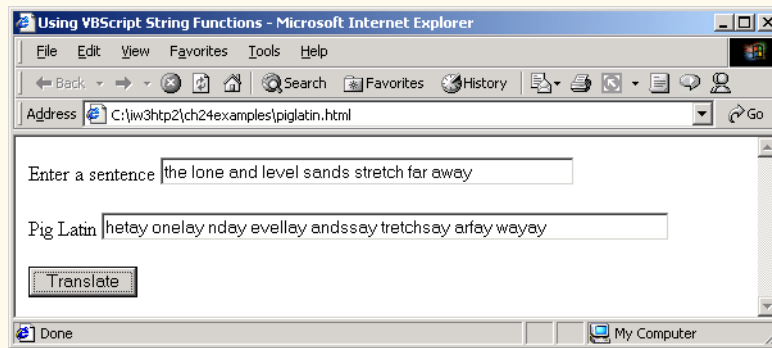 Using VBScript String Functions - Microsoft Internet Explorer
File Edit View Favorites Tools Help
Back Search Favorites History
Address C:\iw3htp2\ch24examples\piglatin.html Go
Enter a sentence the lone and level sands stretch far away
Pig Latin hetay onelay nday evellay andssay tretchsay arfay wayay
Translate
Done My Computer